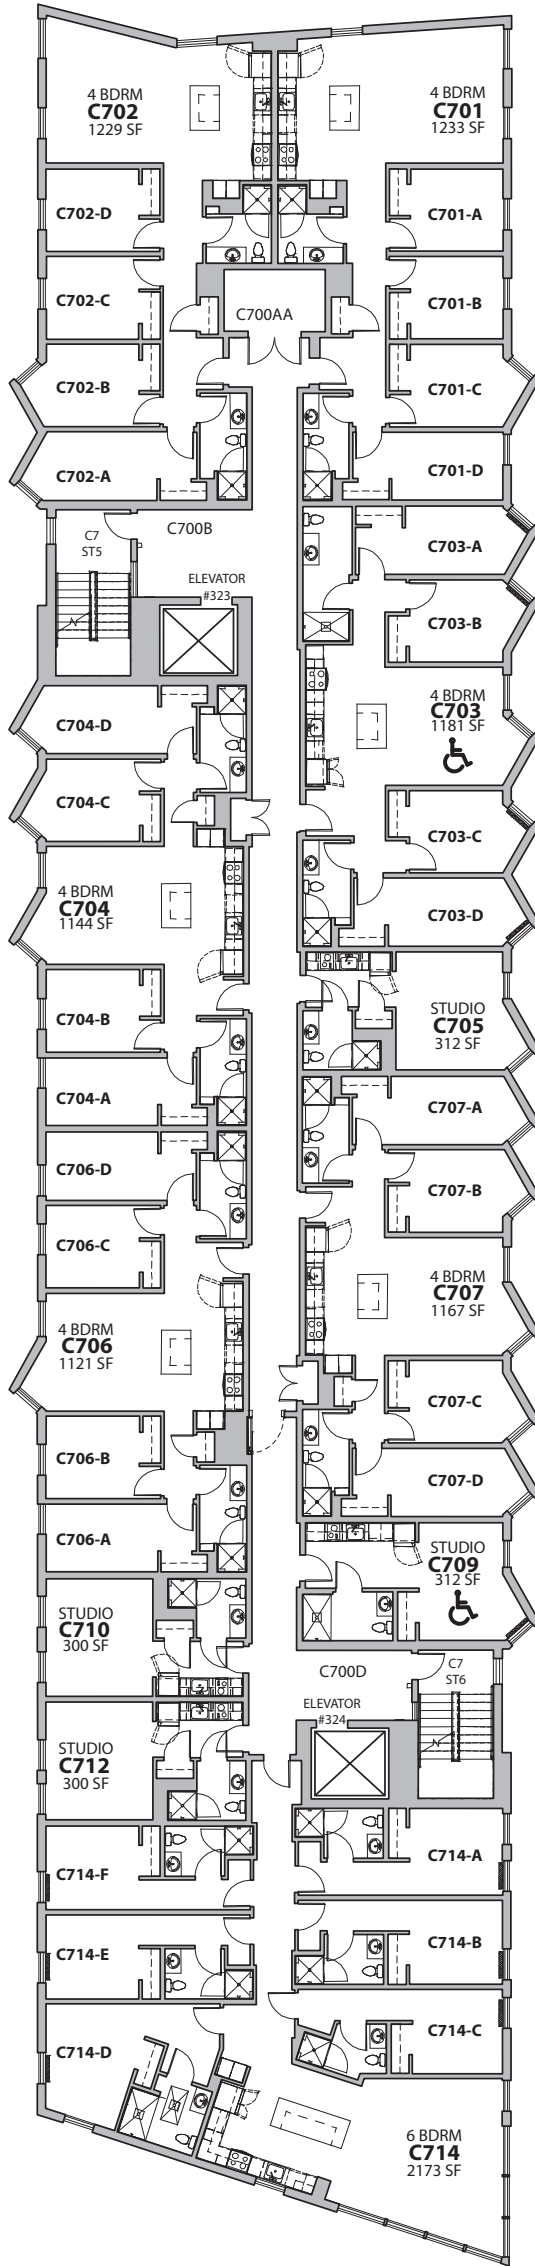 4 BDRM
C702
1229 SF
4 BDRM
C701
1233 SF
C702-D
C701-A
C702-C
C701-B
C700AA
C702-B
C701-C
C702-A
C701-D
C7
ST5
C700B
C703-A
ELEVATOR
#323
C703-B
C704-D
4 BDRM
C703
1181 SF
C704-C
C703-C
4 BDRM
C704
1144 SF
C703-D
C704-B
STUDIO
C705
312 SF
C704-A
C707-A
C706-D
C707-B
C706-C
4 BDRM
C707
1167 SF
4 BDRM
C706
1121 SF
C707-C
C706-B
C707-D
C706-A
STUDIO
C709
312 SF
STUDIO
C710
300 SF
C700D
C7
ST6
ELEVATOR
#324
STUDIO
C712
300 SF
C714-F
C714-A
C714-E
C714-B
C714-D
C714-C
6 BDRM
C714
2173 SF